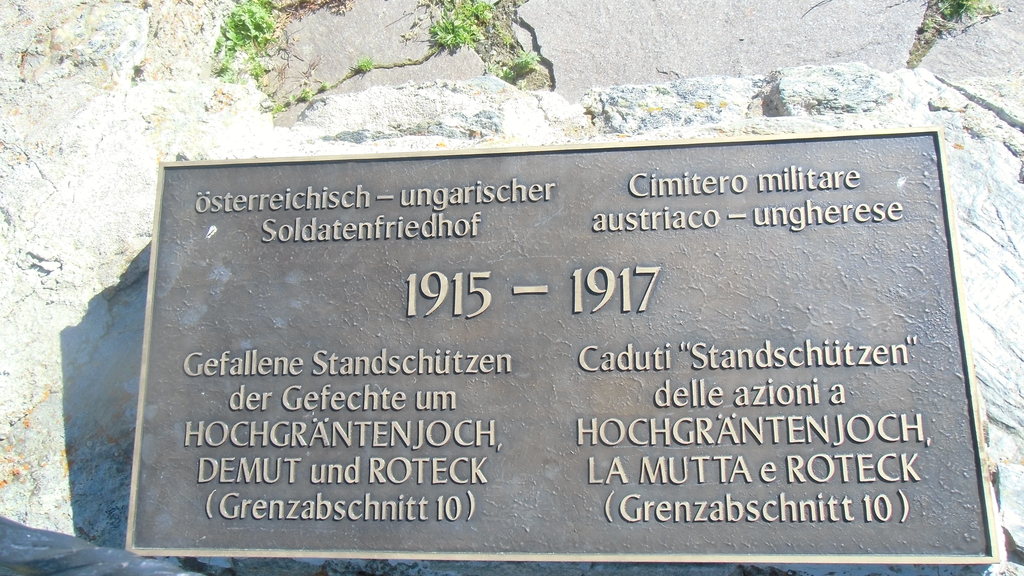 österreichisch – ungarischer
Soldatenfriedhof
Cimitero militare
austriaco – ungherese
1915 – 1917
Gefallene Standschützen
der Gefechte um
HOCHGRÄNTENJOCH,
DEMUT und ROTECK
(Grenzabschnitt 10)
Caduti "Standschützen"
delle azioni a
HOCHGRÄNTENJOCH,
LA MUTTA e ROTECK
(Grenzabschnitt 10)